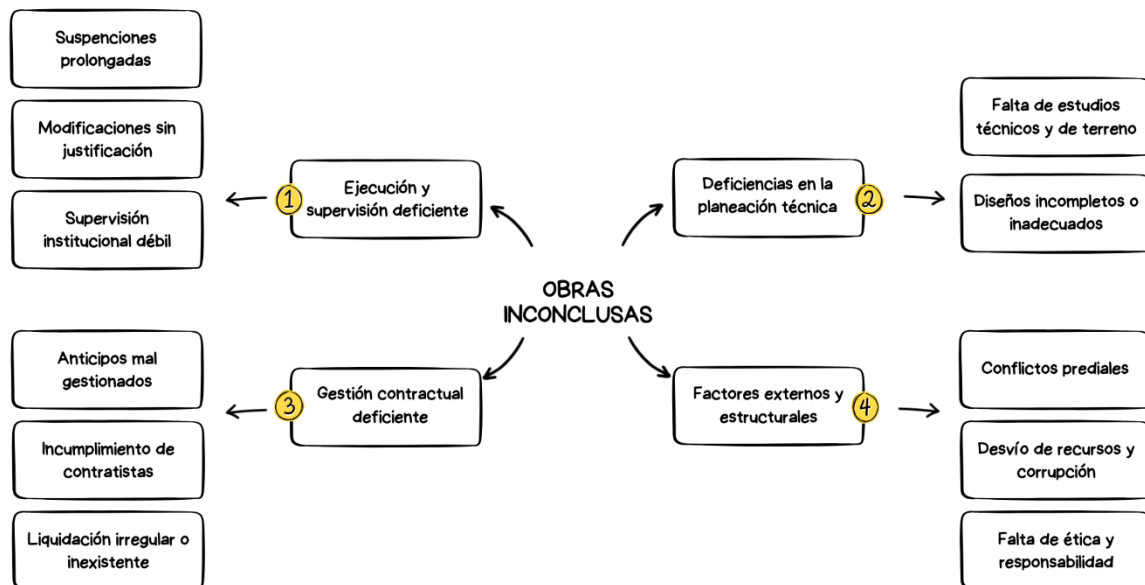 Suspenciones
prolongadas
Modificaciones sin
justificación
Supervisión
institucional débil
1
Ejecución y
supervisión deficiente
Deficiencias en la
planeación técnica
2
Falta de estudios
técnicos y de terreno
Diseños incompletos o
inadecuados
OBRAS
INCONCLUSAS
Anticipos mal
gestionados
Incumplimiento de
contratistas
Liquidación irregular o
inexistente
3
Gestión contractual
deficiente
Factores externos y
estructurales
4
Conflictos prediales
Desvío de recursos y
corrupción
Falta de ética y
responsabilidad